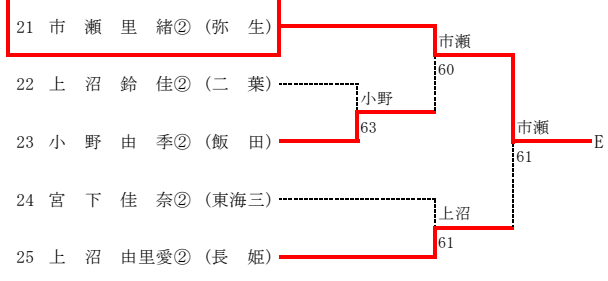 21 市 瀬 里 緒② (弥 生)
市瀬
60
22 上 沼 鈴 佳② (二 葉)
小野
63
23 小 野 由 季② (飯 田)
市瀬
61
E
24 宮 下 佳 奈② (東海三)
上沼
61
25 上 沼 由里愛② (長 姫)